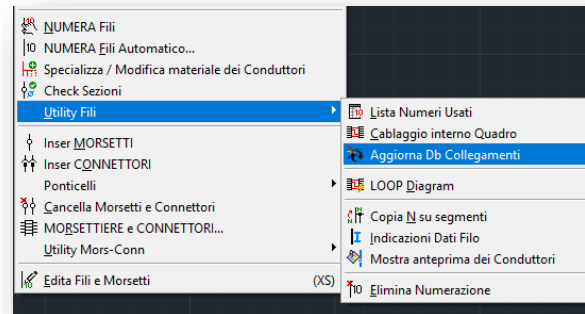 NUMERA Fili
NUMERA Fili Automatico...
Specializza / Modifica materiale dei Conduttori
Check Sezioni
Utility Fili
Inser MORSETTI
Inser CONNETTORI
Ponticelli
Cancella Morsetti e Connettori
MORSETTIERE e CONNETTORI...
Utility Mors-Conn
Edita Fili e Morsetti (XS)
Lista Numeri Usati
Cablaggio interno Quadro
Aggiorna Db Collegamenti
LOOP Diagram
Copia N su segmenti
Indicazioni Dati Filo
Mostra anteprima dei Conduttori
Elimina Numerazione